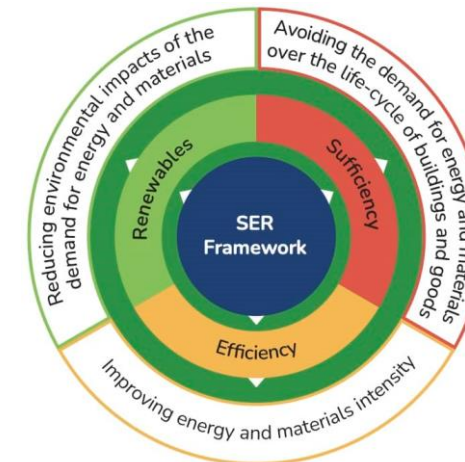 Reducing environmental impacts of the
demand for energy and materials
Avoiding the demand for energy and materials
over the life-cycle of buildings and goods
Renewables
Sufficiency
SER
Framework
Efficiency
Improving energy and materials intensity